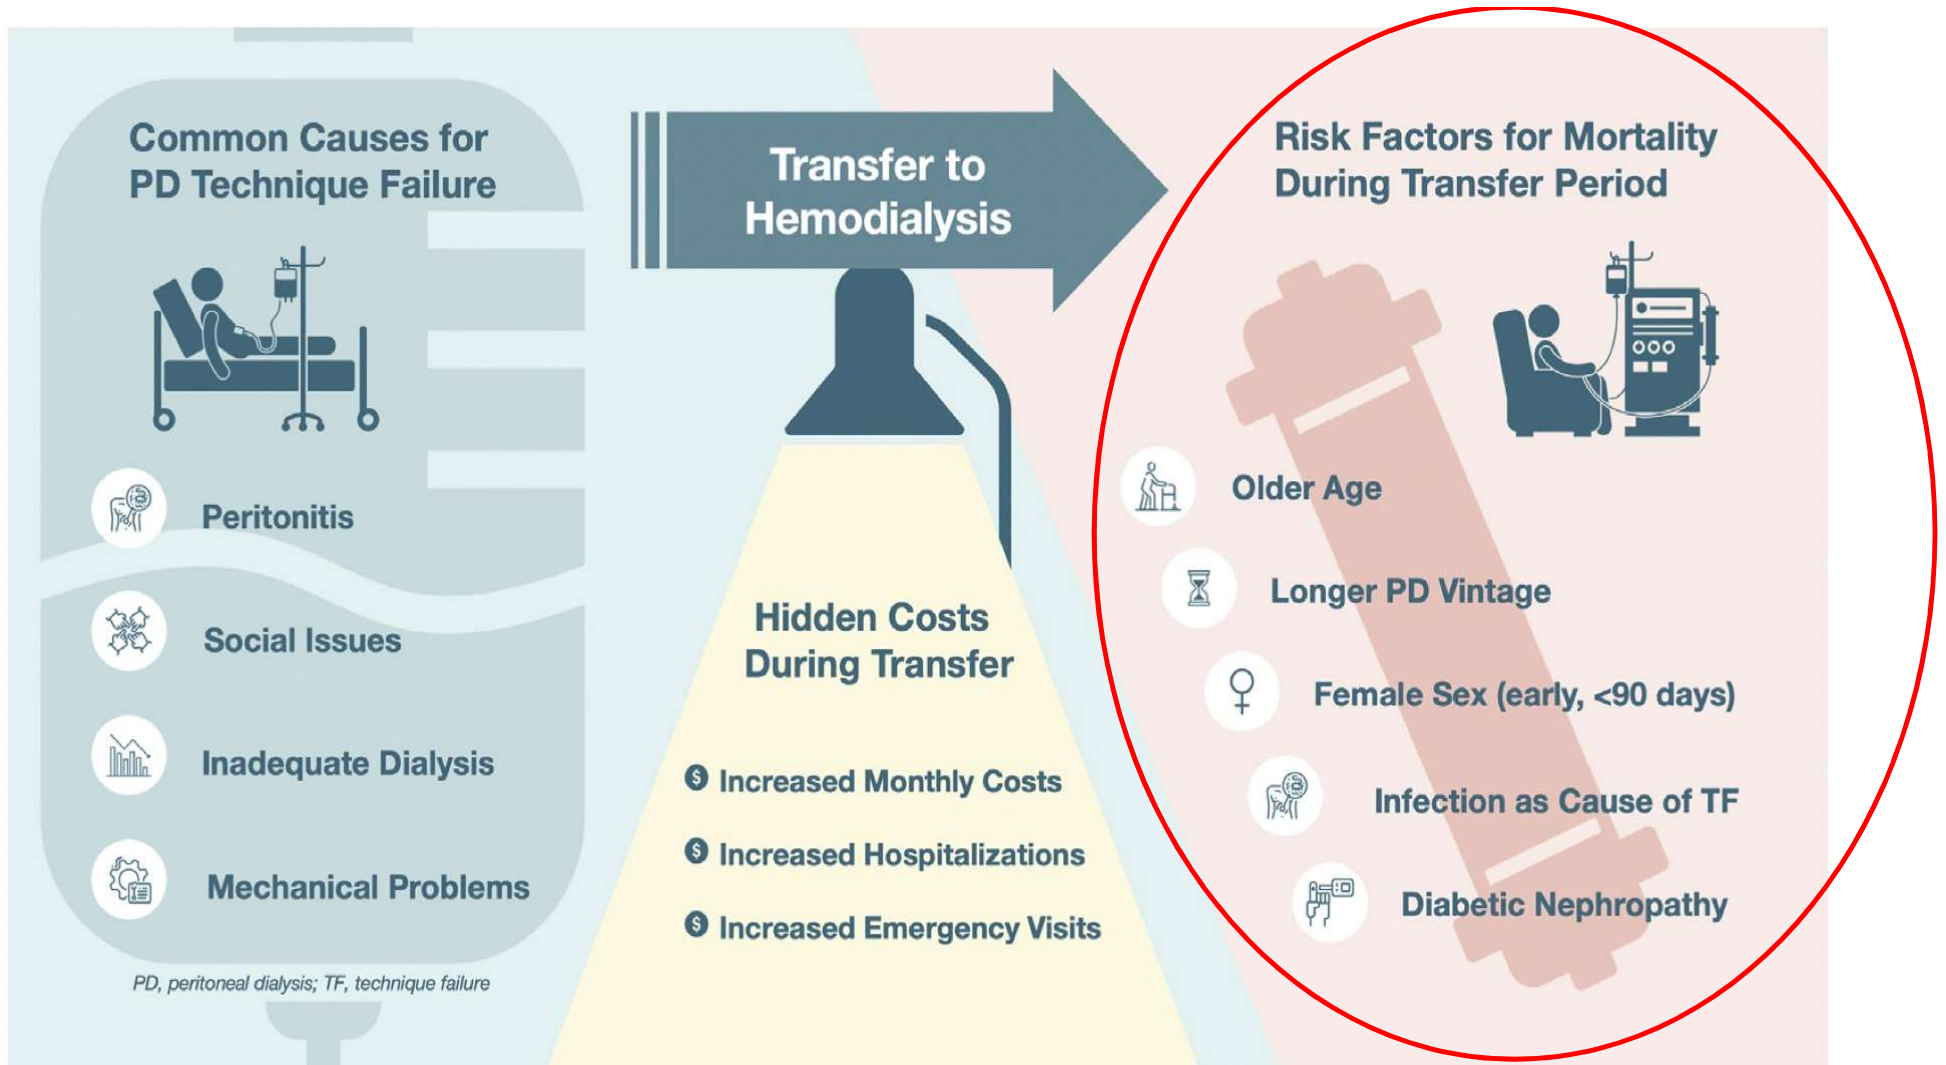 Common Causes for
PD Technique Failure
Peritonitis
Social Issues
Inadequate Dialysis
Mechanical Problems
PD, peritoneal dialysis; TF, technique failure
Transfer to
Hemodialysis
Hidden Costs
During Transfer
$ Increased Monthly Costs
$ Increased Hospitalizations
$ Increased Emergency Visits
Risk Factors for Mortality
During Transfer Period
Older Age
Longer PD Vintage
Female Sex (early, <90 days)
Infection as Cause of TF
Diabetic Nephropathy